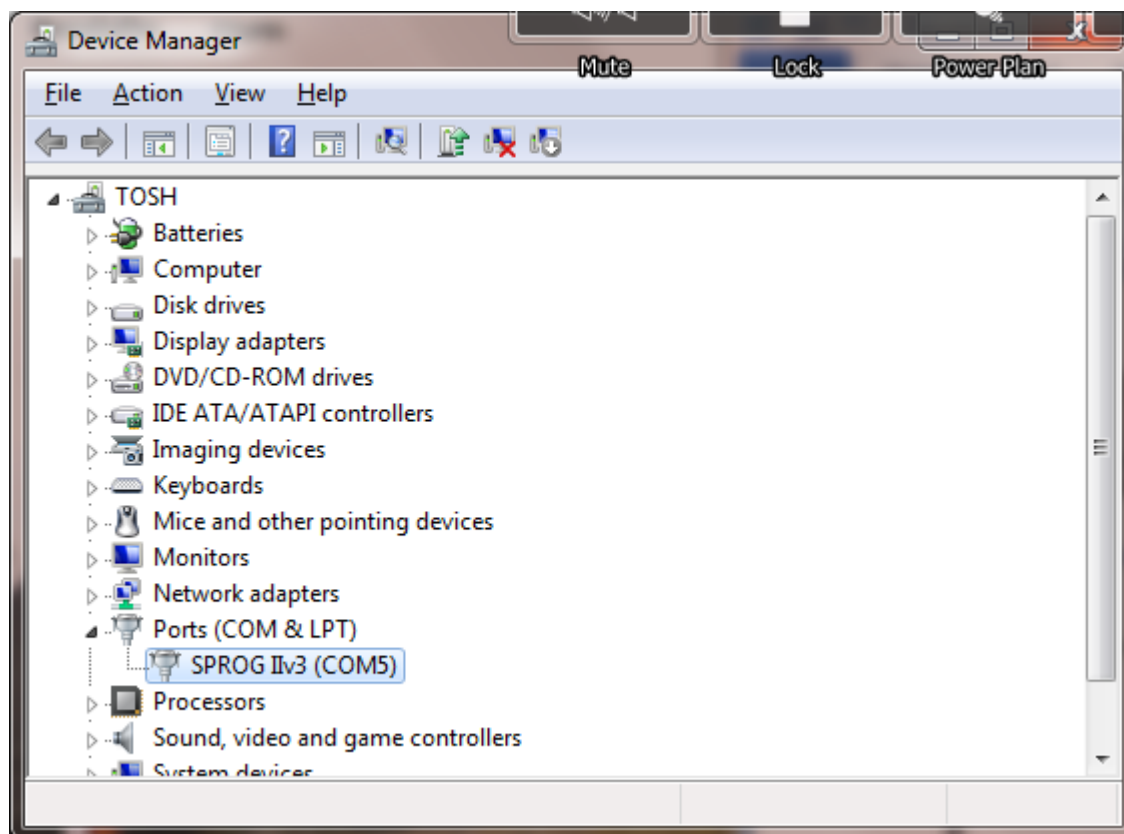 Device Manager
Mute
Lock
Power Plan
File Action View Help
TOSH
Batteries
Computer
Disk drives
Display adapters
DVD/CD-ROM drives
IDE ATA/ATAPI controllers
Imaging devices
Keyboards
Mice and other pointing devices
Monitors
Network adapters
Ports (COM & LPT)
SPROG IIv3 (COM5)
Processors
Sound, video and game controllers
System devices